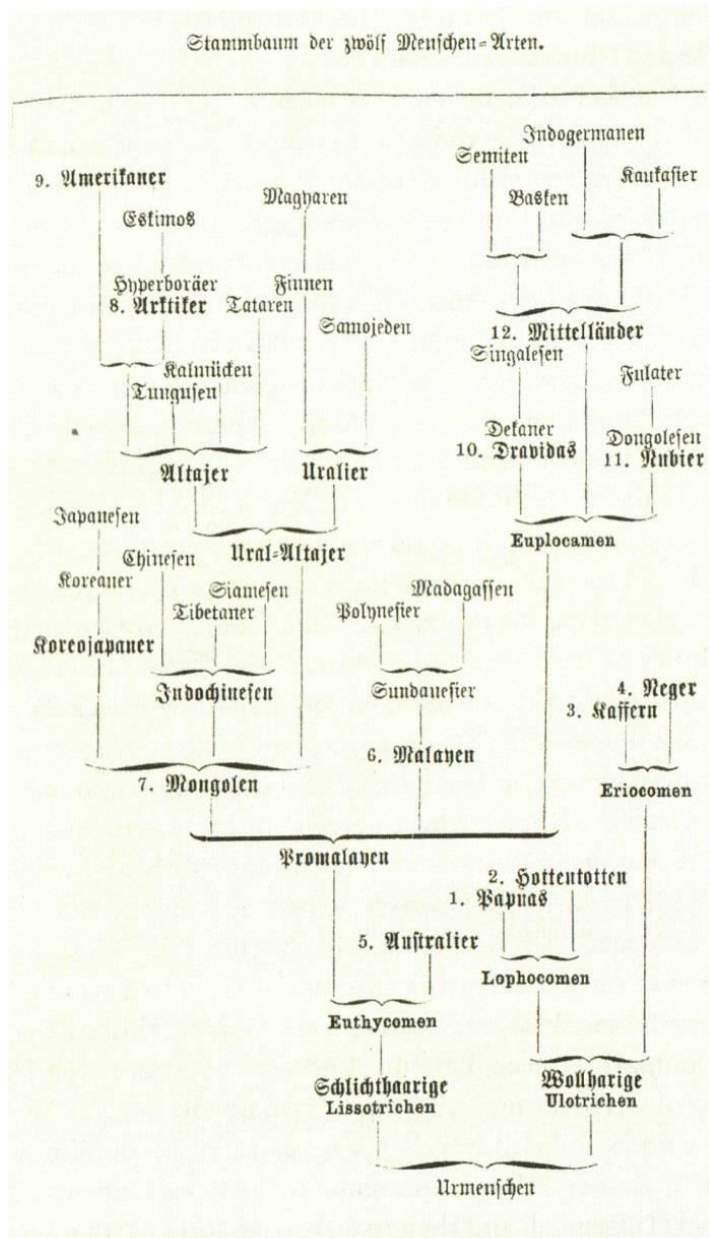 Stammbaum der zwölf Menschen-Arten.
Indogermanen
Semiten
Kaukasier
9. Amerikaner
Basken
Magyaren
Eskimos
Hyperboräer
Finnen
8. Arktiker
Tataren
Samojeden
12. Mittelländer
Singalesen
Kalmücken
Fulater
Tungusen
Dekaner
Dongolesen
10. Dravidas
11. Nubier
Altajer
Uralier
Japanesen
Euplocamen
Chinesen
Ural-Altajer
Koreaner
Siamesen
Madagassen
Tibetaner
Polynesier
Koreojapaner
Indochinesen
Sundanesier
4. Neger
3. Kaffern
6. Malayen
7. Mongolen
Eriocomen
Promalayen
2. Hottentotten
1. Papuas
5. Australier
Lophocomen
Euthycomen
Schlichthaarige
Wollharige
Lissotrichen
Ulotrichen
Urmenschen